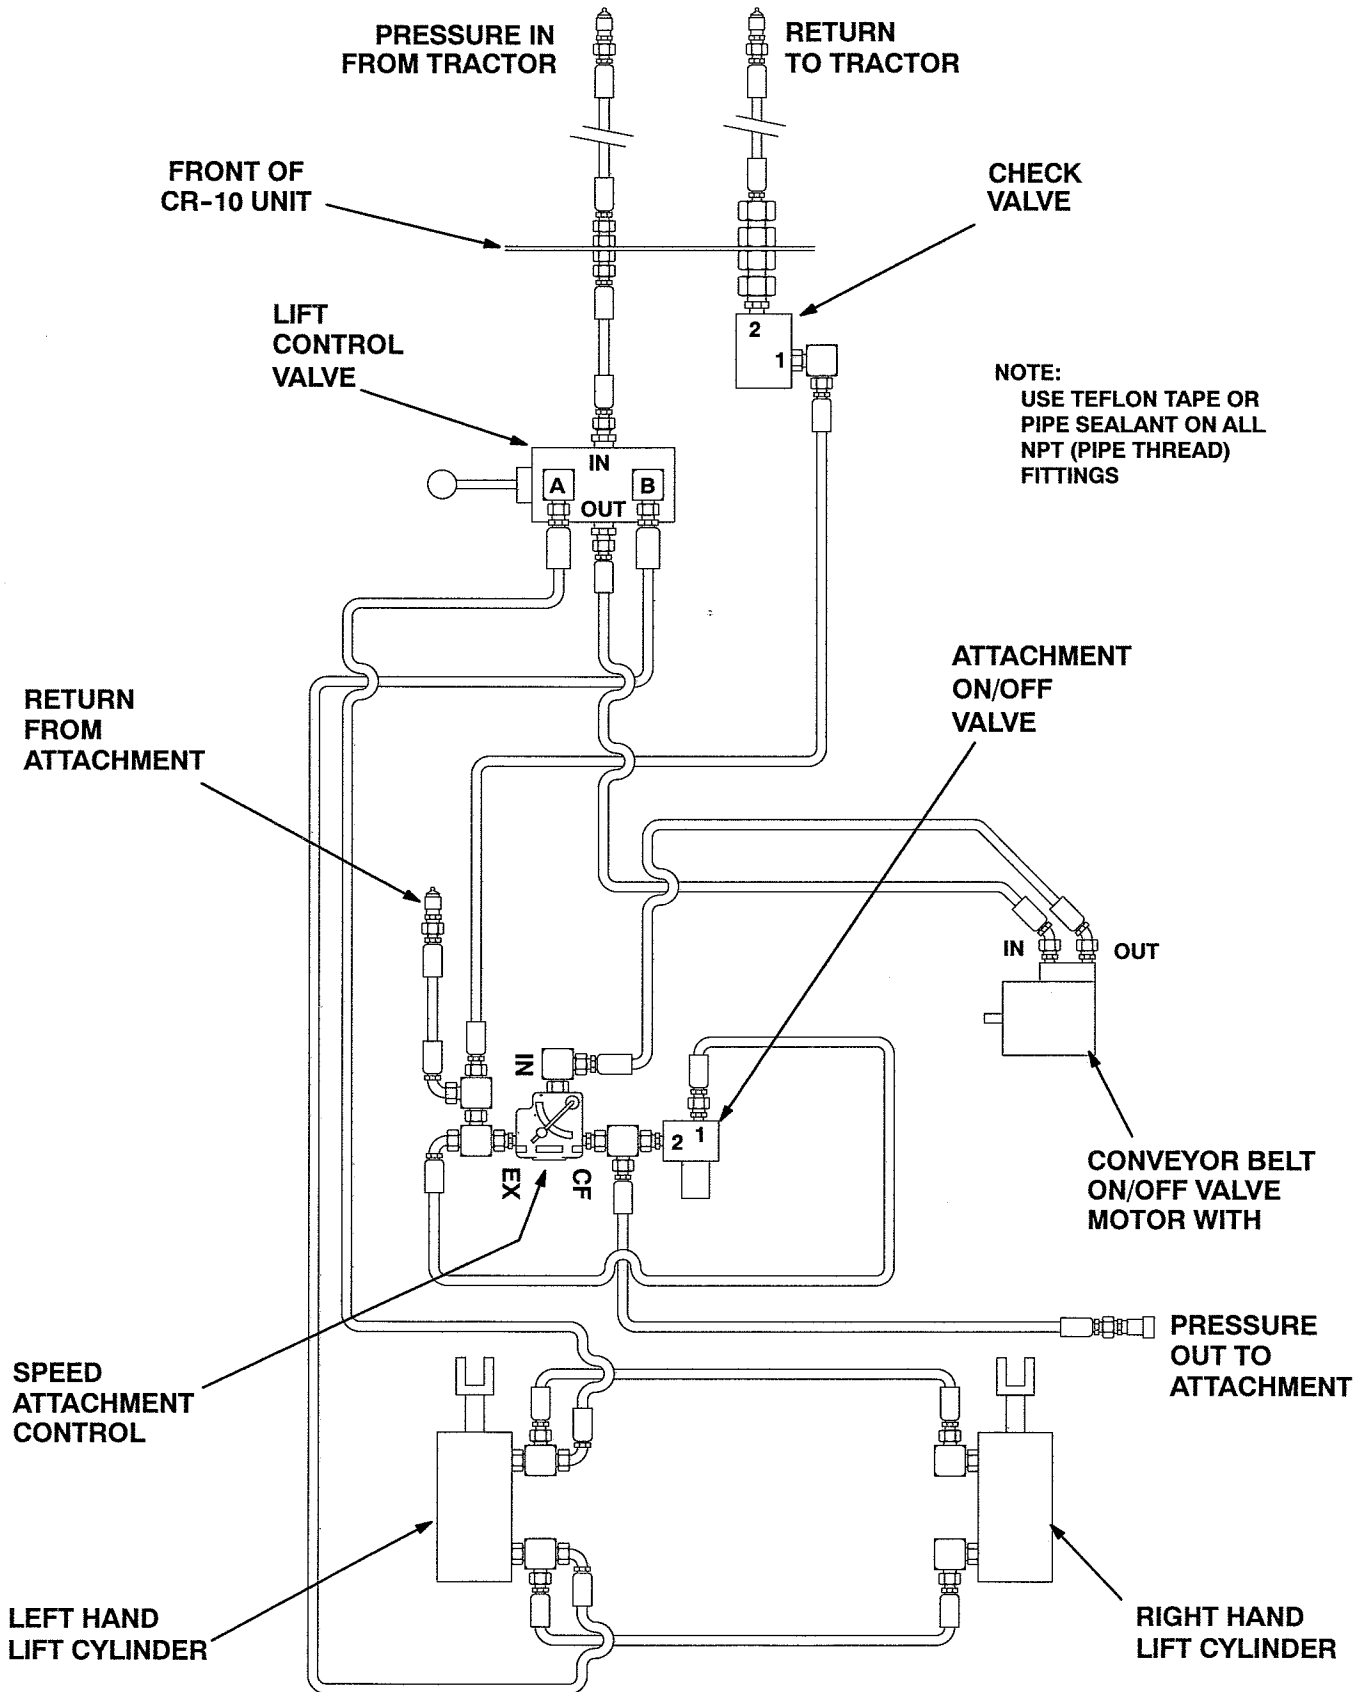 PRESSURE IN
FROM TRACTOR
RETURN
TO TRACTOR
FRONT OF
CR-10 UNIT
CHECK
VALVE
LIFT
CONTROL
VALVE
2
1
NOTE:
USE TEFLON TAPE OR
PIPE SEALANT ON ALL
NPT (PIPE THREAD)
FITTINGS
IN
A
B
OUT
ATTACHMENT
ON/OFF
VALVE
RETURN
FROM
ATTACHMENT
IN
OUT
IN
2
1
EX
CF
CONVEYOR BELT
ON/OFF VALVE
MOTOR WITH
PRESSURE
OUT TO
ATTACHMENT
SPEED
ATTACHMENT
CONTROL
LEFT HAND
LIFT CYLINDER
RIGHT HAND
LIFT CYLINDER